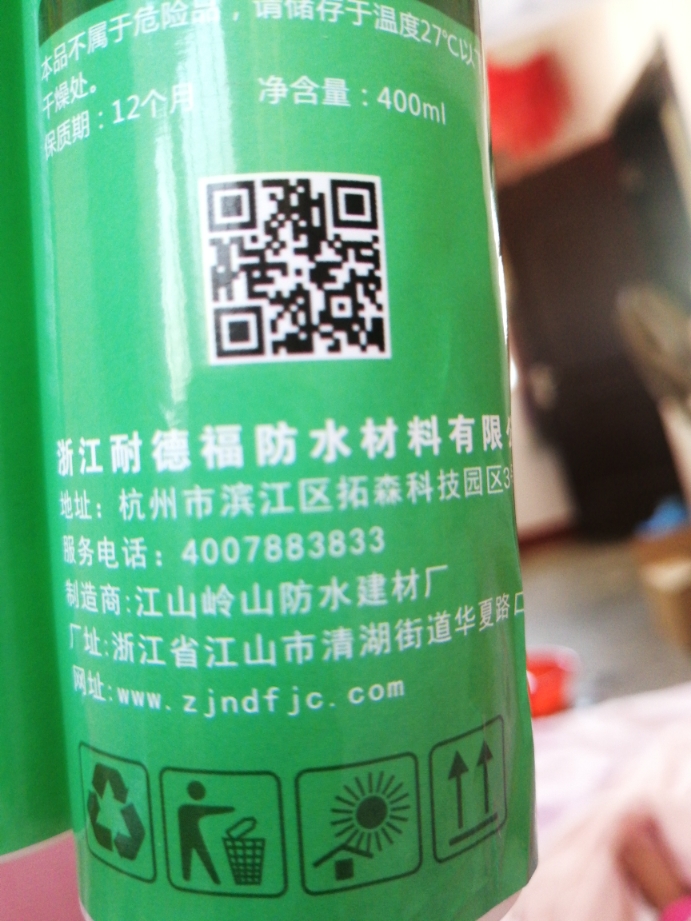 本品不属于危险品，请储存于温度27℃以下
干燥处。
保质期：12个月 净含量：400ml
浙江耐德福防水材料有限
地址：杭州市滨江区拓森科技园区3
服务电话：4007883833
制造商:江山岭山防水建材厂
厂址:浙江省江山市清湖街道华夏路口
网址:www.zjndfjc.com